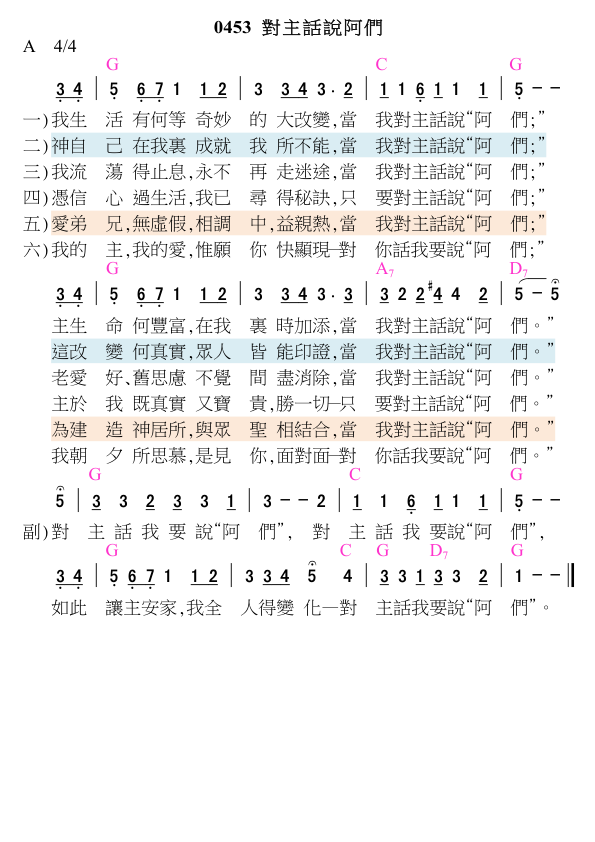 0453 對主話說阿們
A 4/4
G C G
3 4 | 5 6 7 1 1 2 | 3 3 4 3 · 2 | 1 1 6 1 1 1 | 5 - -
一)我生 活 有何等 奇妙 的 大改變,當 我對主話說“阿 們;”
二)神自 己 在我裏 成就 我 所不能,當 我對主話說“阿 們;”
三)我流 蕩 得止息,永不 再 走迷途,當 我對主話說“阿 們;”
四)憑信 心 過生活,我已 尋 得秘訣,只 要對主話說“阿 們;”
五)愛弟 兄,無虛假,相調 中,益親熱,當 我對主話說“阿 們;”
六)我的 主,我的愛,惟願 你 快顯現─對 你話我要說“阿 們;”
G A7 D7
3 4 | 5 6 7 1 1 2 | 3 3 4 3 · 3 | 3 2 2 #4 4 2 | 5 - 5
主生 命 何豐富,在我 裏 時加添,當 我對主話說“阿 們。”
這改 變 何真實,眾人 皆 能印證,當 我對主話說“阿 們。”
老愛 好、舊思慮 不覺 間 盡消除,當 我對主話說“阿 們。”
主於 我 既真實 又寶 貴,勝一切─只 要對主話說“阿 們。”
為建 造 神居所,與眾 聖 相結合,當 我對主話說“阿 們。”
我朝 夕 所思慕,是見 你,面對面─對 你話我要說“阿 們。”
G C G
5 | 3 3 2 3 3 1 | 3 - - 2 | 1 1 6 1 1 1 | 5 - -
副)對 主 話 我 要 說“阿 們”, 對 主 話 我 要說“阿 們”,
G C G D7 G
3 4 | 5 6 7 1 1 2 | 3 3 4 5 4 | 3 3 1 3 3 2 | 1 - - ‖
如此 讓主安家,我全 人得變 化─對 主話我要說“阿 們”。